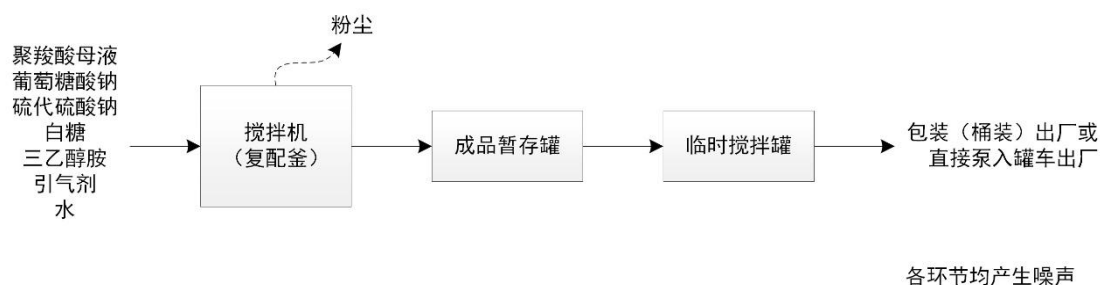 粉尘
聚羧酸母液
葡萄糖酸钠
硫代硫酸钠
白糖
三乙醇胺
引气剂
水
搅拌机
（复配釜）
成品暂存罐
临时搅拌罐
包装（桶装）出厂或
直接泵入罐车出厂
各环节均产生噪声